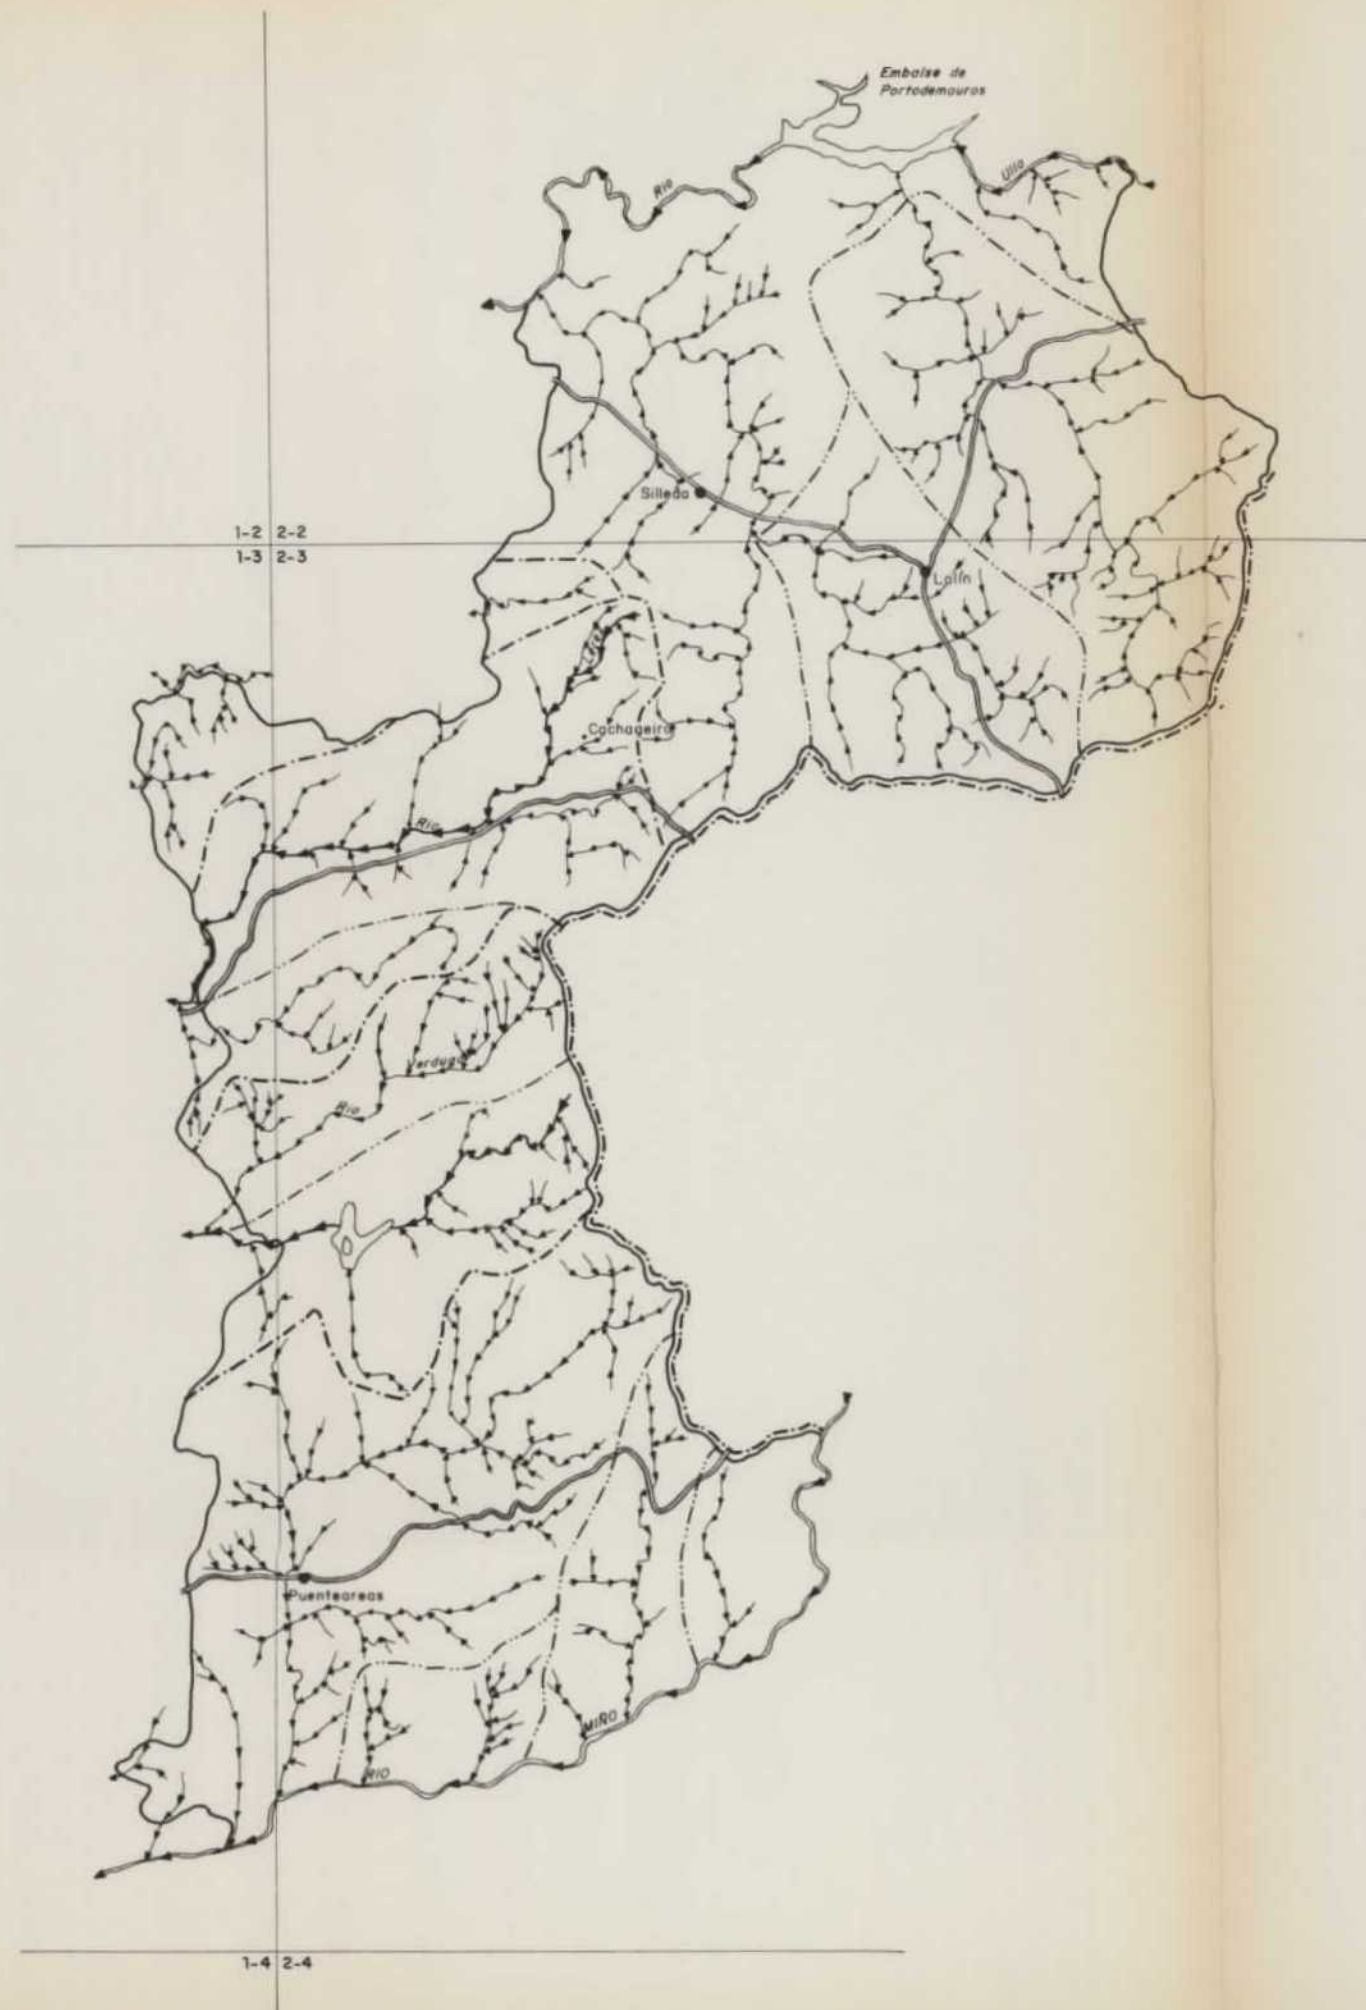 Embalse de
Portodemouros
Rio
Ulla
Silleda
1-2 2-2
1-3 2-3
Lalín
Cachageiro
Rio
Verdugo
Rio
Puenteareas
MIÑO
RIO
1-4 2-4